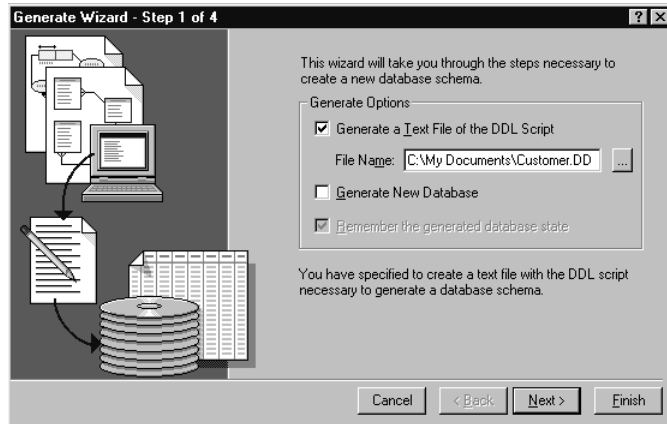 Generate Wizard - Step 1 of 4
This wizard will take you through the steps necessary to
create a new database schema.
Generate Options
Generate a Text File of the DDL Script
File Name: C:\My Documents\Customer.DD ...
Generate New Database
Remember the generated database state
You have specified to create a text file with the DDL script
necessary to generate a database schema.
Cancel < Back Next > Finish